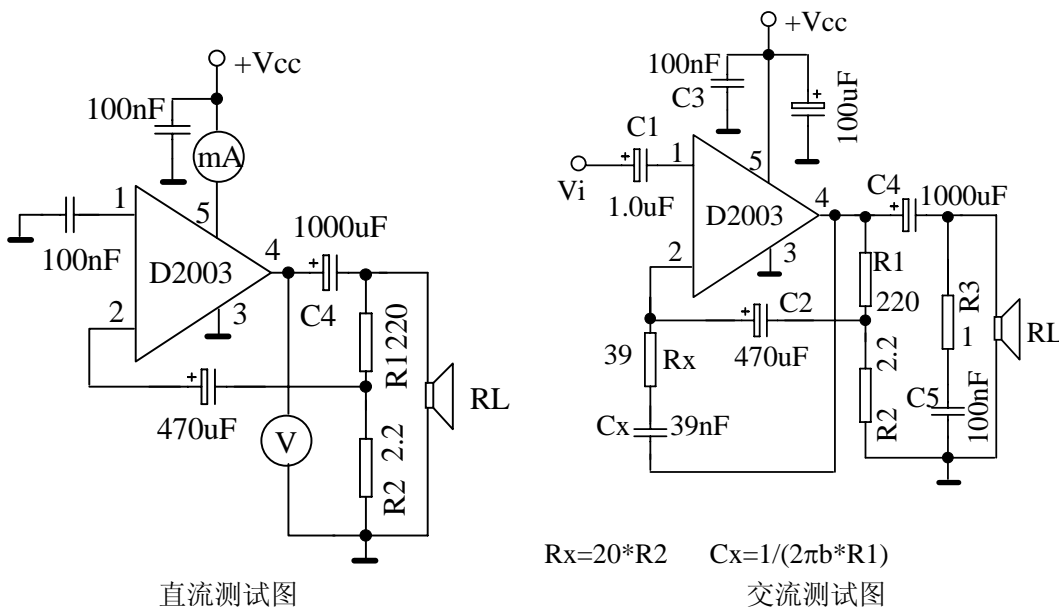 +Vcc
100nF
mA
1
5
100nF
D2003
4
1000uF
2
3
C4
R1
220
470uF
V
R2
2.2
RL
直流测试图
+Vcc
100nF
C3
100uF
C1
Vi
1.0uF
1
5
D2003
4
C4
1000uF
2
3
R1
220
R3
1
C2
470uF
RL
39
Rx
2.2
R2
C5
100nF
Cx
39nF
Rx=20*R2 Cx=1/(2πb*R1)
交流测试图